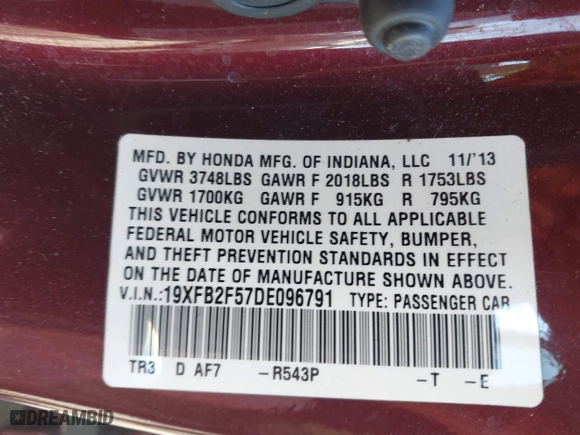 MFD. BY HONDA MFG. OF INDIANA, LLC 11/'13
GVWR 3748LBS GAWR F 2018LBS R 1753LBS
GVWR 1700KG GAWR F 915KG R 795KG
THIS VEHICLE CONFORMS TO ALL APPLICABLE
FEDERAL MOTOR VEHICLE SAFETY, BUMPER,
AND THEFT PREVENTION STANDARDS IN EFFECT
ON THE DATE OF MANUFACTURE SHOWN ABOVE.
V.I.N.:19XFB2F57DE096791 TYPE: PASSENGER CAR
TR3 D AF7 -R543P -T -E
DREAMBID